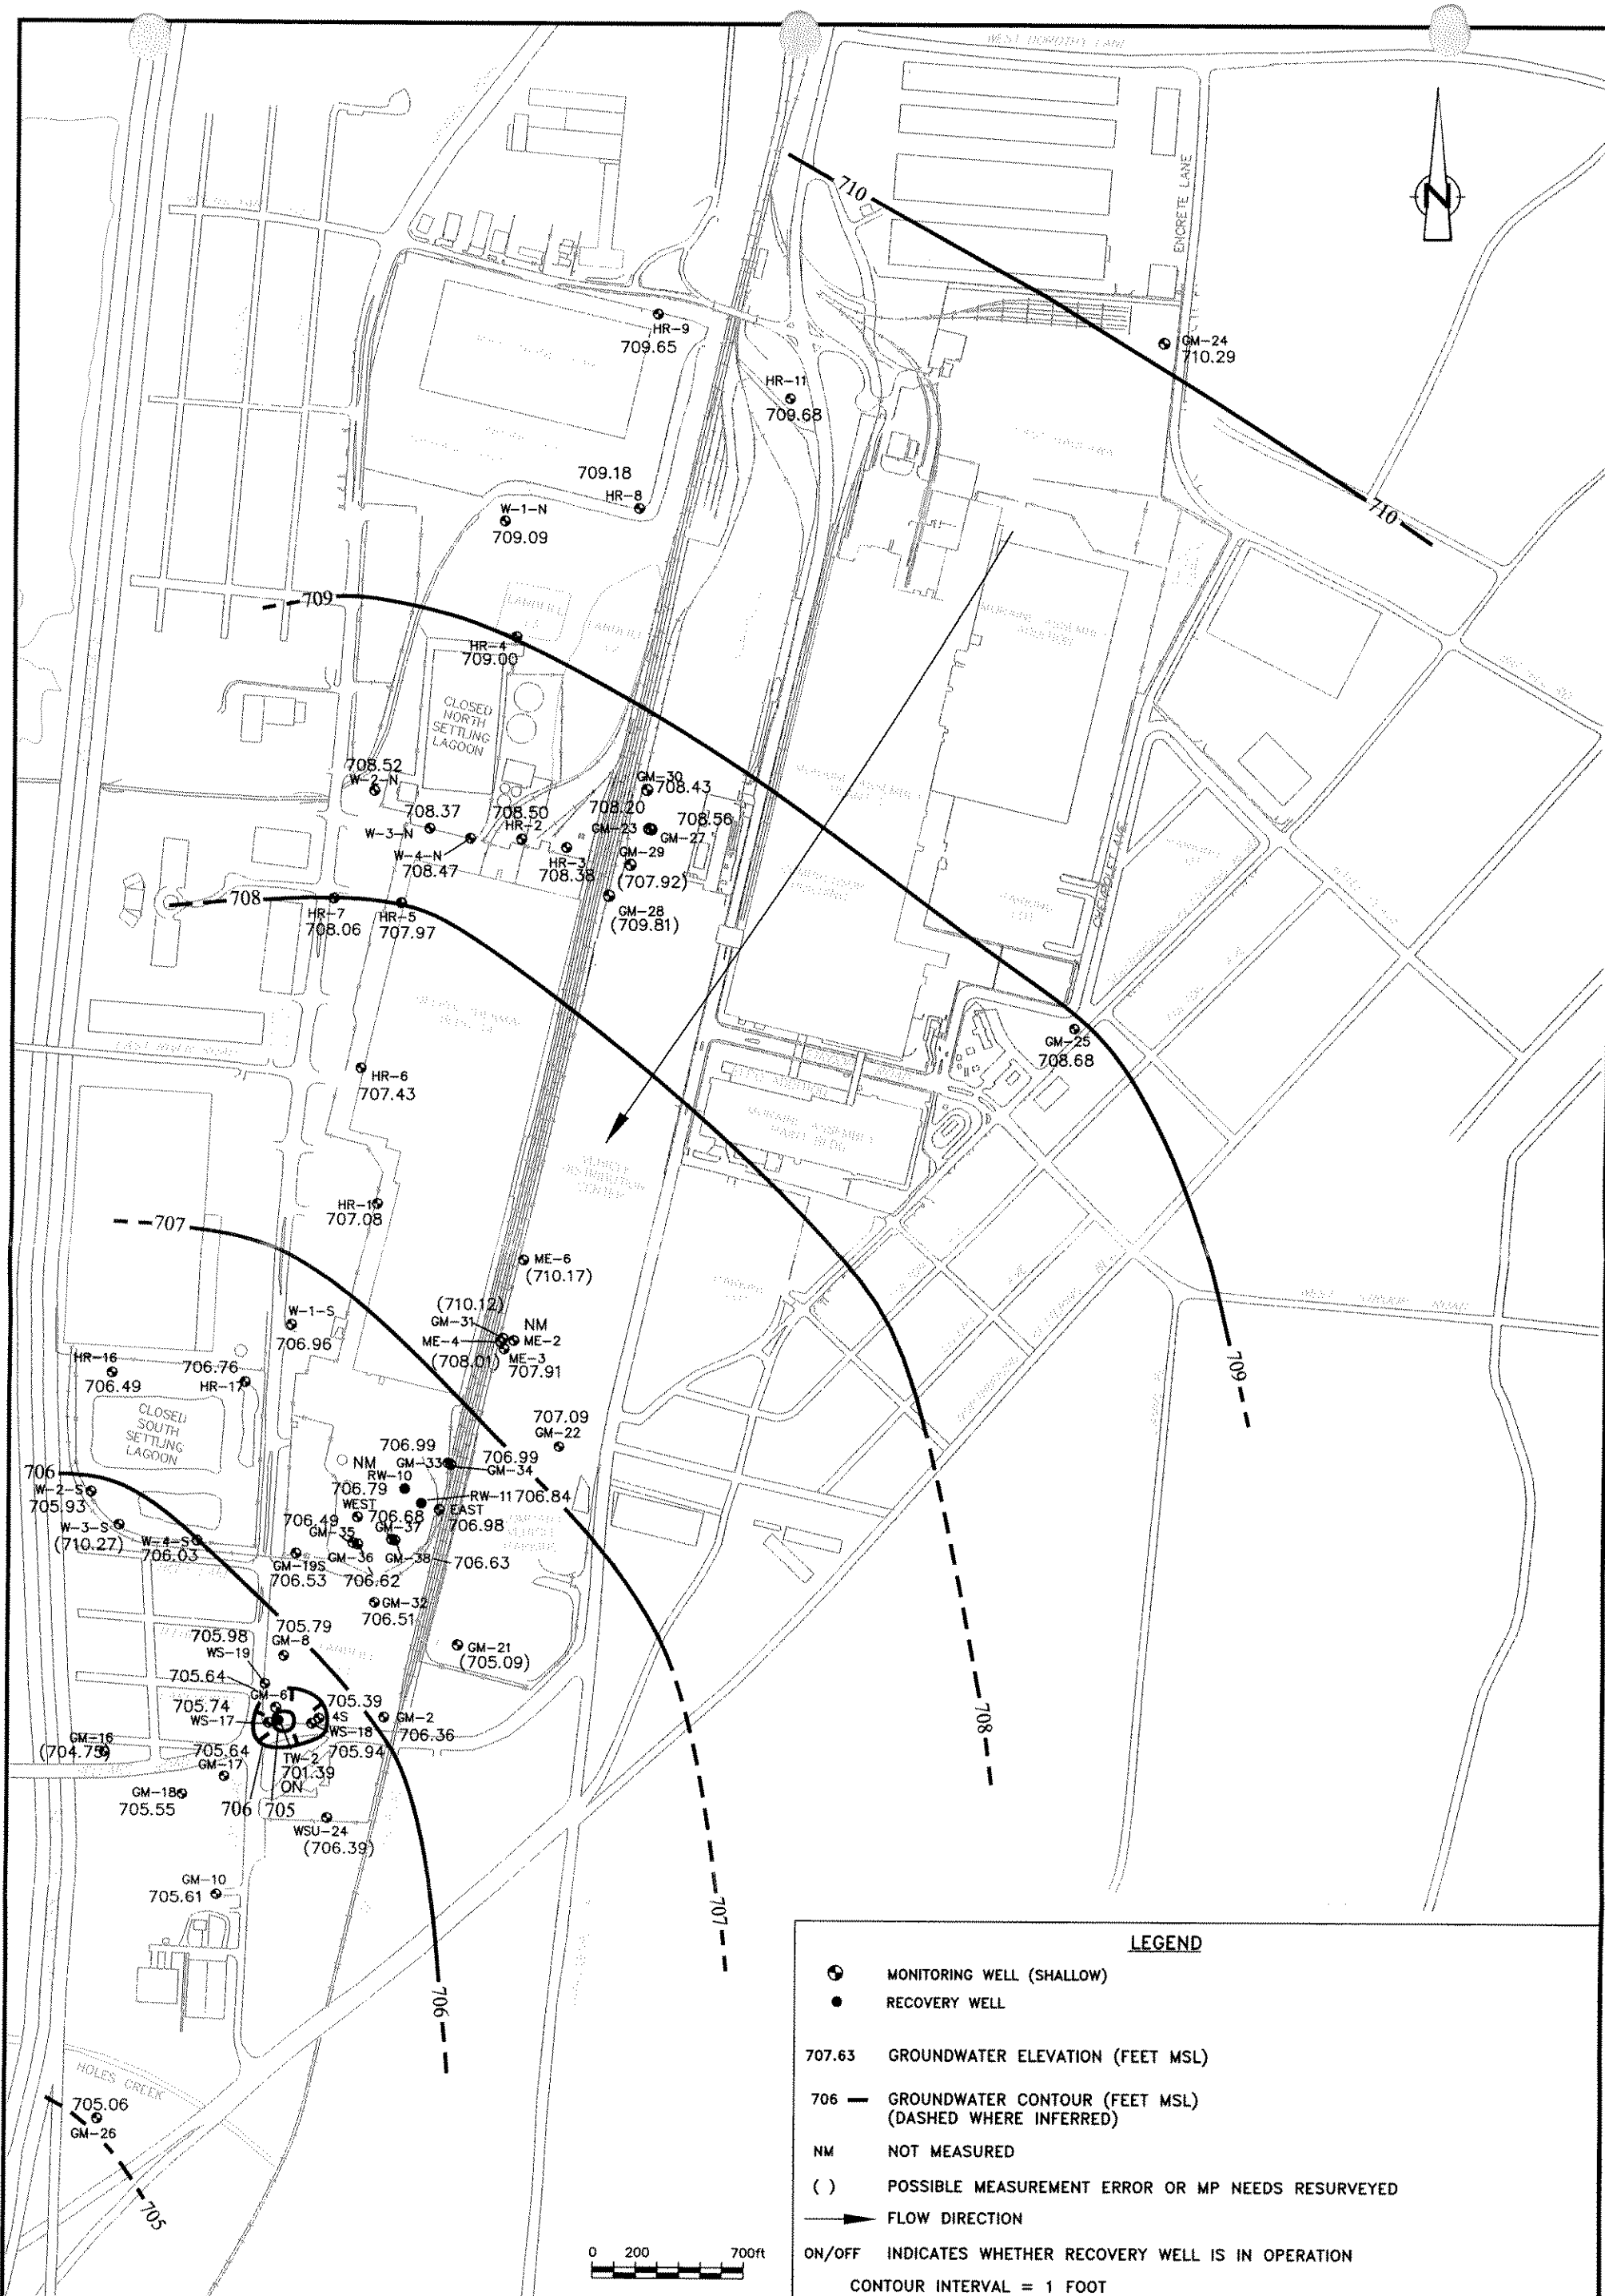 WEST DOROTHY LANE
710
ENCRETE LANE
N
HR-9
709.65
GM-24
710.29
HR-11
709.68
709.18
HR-8
W-1-N
709.09
710
709
LANDFILL
HR-4
709.00
CLOSED
NORTH
SETTLING
LAGOON
708.52
W-2-N
GM-30
708.43
708.37
708.50
708.20
708.56
W-3-N
HR-2
GM-23
GM-27
W-4-N
708.47
HR-3
708.38
GM-29
(707.92)
708
HR-7
708.06
HR-5
707.97
GM-28
(709.81)
CHEVROLET AVE
GM-25
708.68
HR-6
707.43
VEHICLE
DISTRIBUTION
CENTER
HR-1
707.08
707
ME-6
(710.17)
W-1-S
706.96
(710.12)
GM-31
NM
ME-4
ME-2
(708.01)
ME-3
707.91
HR-16
706.49
706.76
HR-17
709
CLOSED
SOUTH
SETTLING
LAGOON
707.09
GM-22
706.99
706.99
NM
GM-33
GM-34
706
RW-10
W-2-S
705.93
706.79
RW-11
706.84
WEST
EAST
706.49
706.68
706.98
W-3-S
(710.27)
W-4-S
706.03
GM-35
GM-37
GM-36
GM-38
706.63
GM-19S
706.53
706.62
GM-32
706.51
705.79
705.98
GM-8
WS-19
GM-21
(705.09)
705.64
GM-6
705.74
705.39
WS-17
4S
GM-2
WS-18
706.36
708
GM-16
(704.75)
705.64
TW-2
705.94
GM-17
701.39
ON
GM-18
705.55
706
705
WSU-24
(706.39)
GM-10
705.61
707
706
HOLES CREEK
705.06
GM-26
705
0 200 700ft
LEGEND
MONITORING WELL (SHALLOW)
RECOVERY WELL
707.63 GROUNDWATER ELEVATION (FEET MSL)
706 GROUNDWATER CONTOUR (FEET MSL)
(DASHED WHERE INFERRED)
NM NOT MEASURED
( ) POSSIBLE MEASUREMENT ERROR OR MP NEEDS RESURVEYED
FLOW DIRECTION
ON/OFF INDICATES WHETHER RECOVERY WELL IS IN OPERATION
CONTOUR INTERVAL = 1 FOOT